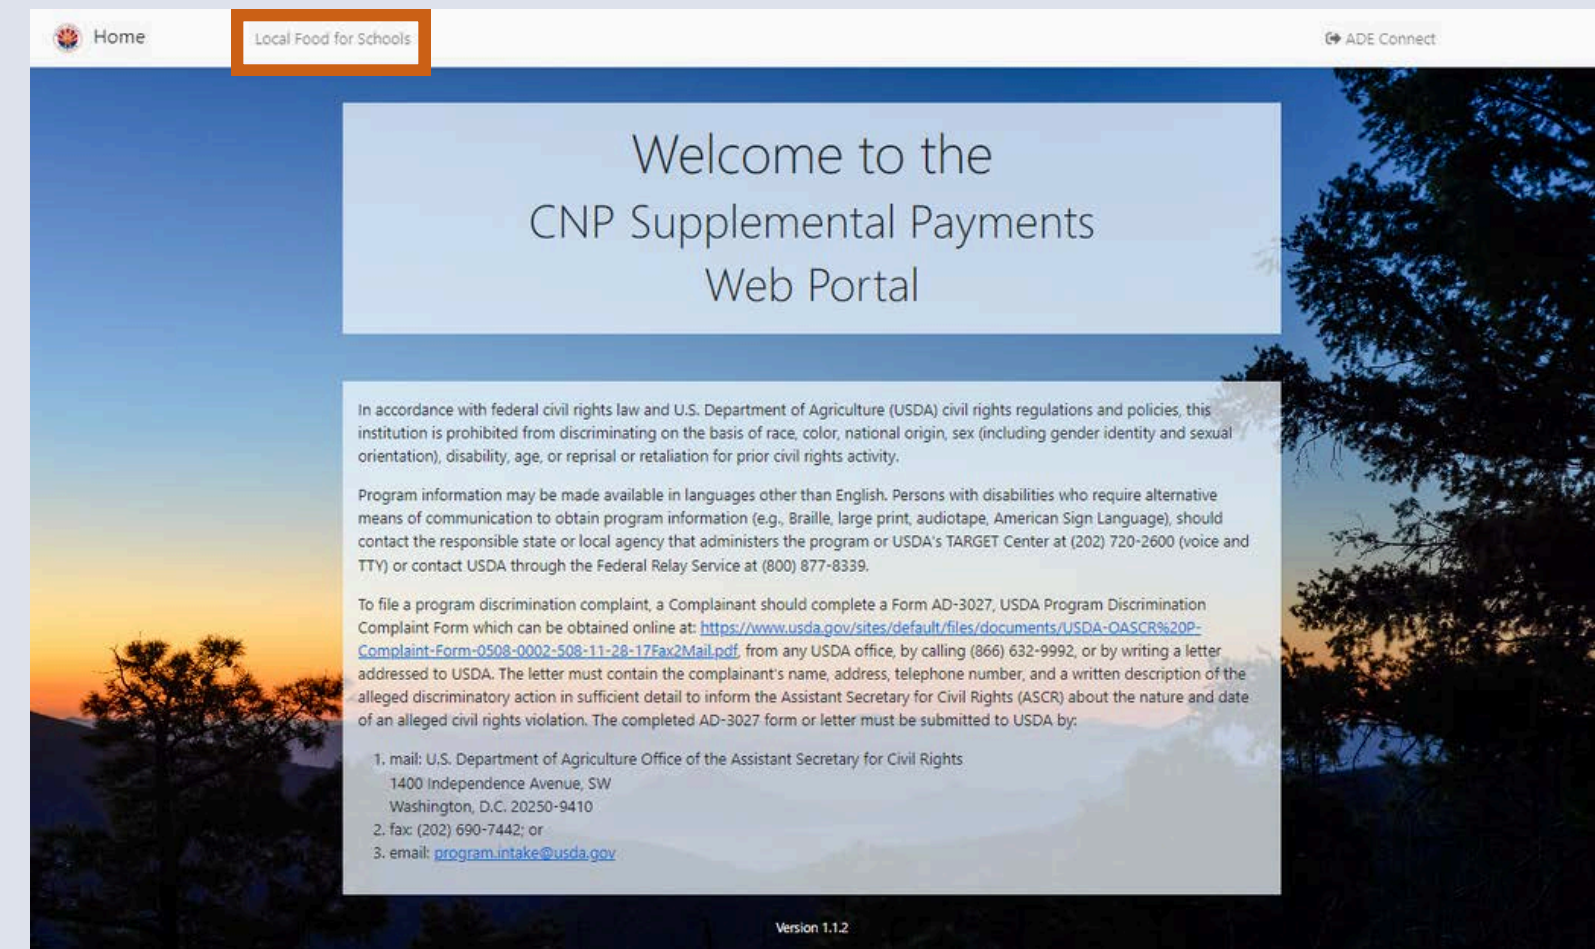 Home
Local Food for Schools
ADE Connect
Welcome to the
CNP Supplemental Payments
Web Portal
In accordance with federal civil rights law and U.S. Department of Agriculture (USDA) civil rights regulations and policies, this
institution is prohibited from discriminating on the basis of race, color, national origin, sex (including gender identity and sexual
orientation), disability, age, or reprisal or retaliation for prior civil rights activity.
Program information may be made available in languages other than English. Persons with disabilities who require alternative
means of communication to obtain program information (e.g., Braille, large print, audiotape, American Sign Language), should
contact the responsible state or local agency that administers the program or USDA's TARGET Center at (202) 720-2600 (voice and
TTY) or contact USDA through the Federal Relay Service at (800) 877-8339.
To file a program discrimination complaint, a Complainant should complete a Form AD-3027, USDA Program Discrimination
Complaint Form which can be obtained online at: https://www.usda.gov/sites/default/files/documents/USDA-OASCR%20P-
Complaint-Form-0508-0002-508-11-28-17Fax2Mail.pdf, from any USDA office, by calling (866) 632-9992, or by writing a letter
addressed to USDA. The letter must contain the complainant's name, address, telephone number, and a written description of the
alleged discriminatory action in sufficient detail to inform the Assistant Secretary for Civil Rights (ASCR) about the nature and date
of an alleged civil rights violation. The completed AD-3027 form or letter must be submitted to USDA by:
1. mail: U.S. Department of Agriculture Office of the Assistant Secretary for Civil Rights
1400 Independence Avenue, SW
Washington, D.C. 20250-9410
2. fax: (202) 690-7442; or
3. email: program.intake@usda.gov
Version 1.1.2